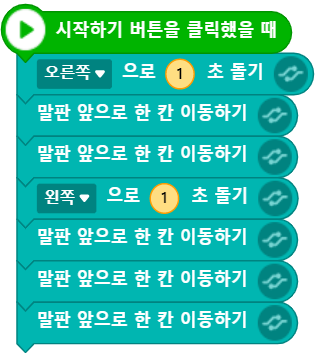 시작하기 버튼을 클릭했을 때
오른쪽 으로 1 초 돌기
말판 앞으로 한 칸 이동하기
말판 앞으로 한 칸 이동하기
왼쪽 으로 1 초 돌기
말판 앞으로 한 칸 이동하기
말판 앞으로 한 칸 이동하기
말판 앞으로 한 칸 이동하기